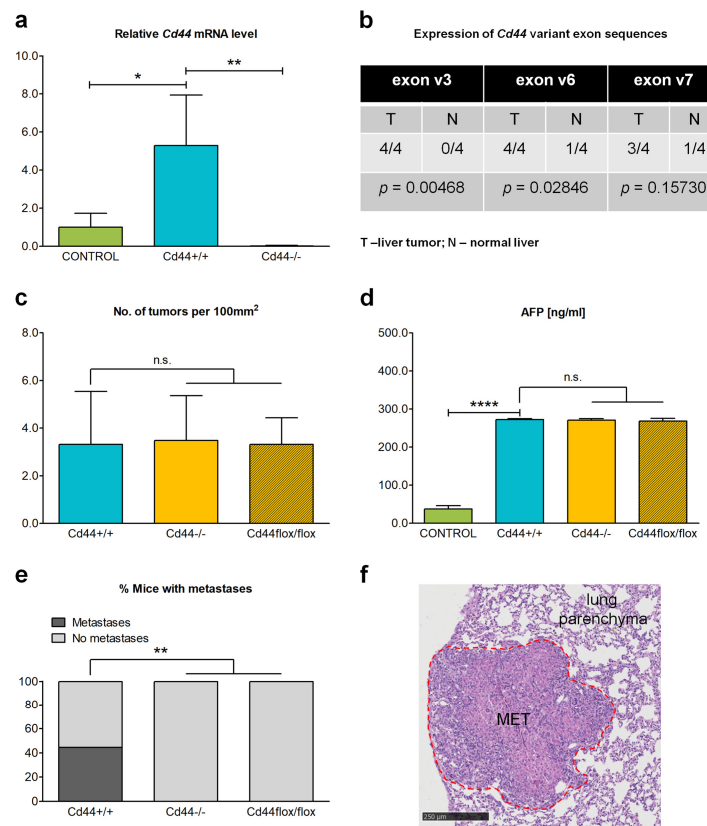 a
Relative Cd44 mRNA level
10.0
8.0
6.0
4.0
2.0
0.0
*
**
CONTROL
Cd44+/+
Cd44-/-
b
Expression of Cd44 variant exon sequences
exon v3 exon v6 exon v7
T N T N T N
4/4 0/4 4/4 1/4 3/4 1/4
p = 0.00468 p = 0.02846 p = 0.15730
T –liver tumor; N – normal liver
c
No. of tumors per 100mm2
8.0
6.0
4.0
2.0
0.0
n.s.
Cd44+/+
Cd44-/-
Cd44flox/flox
d
AFP [ng/ml]
500.0
400.0
300.0
200.0
100.0
0.0
****
n.s.
CONTROL
Cd44+/+
Cd44-/-
Cd44flox/flox
e
% Mice with metastases
Metastases
No metastases
**
100
80
60
40
20
0
Cd44+/+
Cd44-/-
Cd44flox/flox
f
lung
parenchyma
MET
250 µm